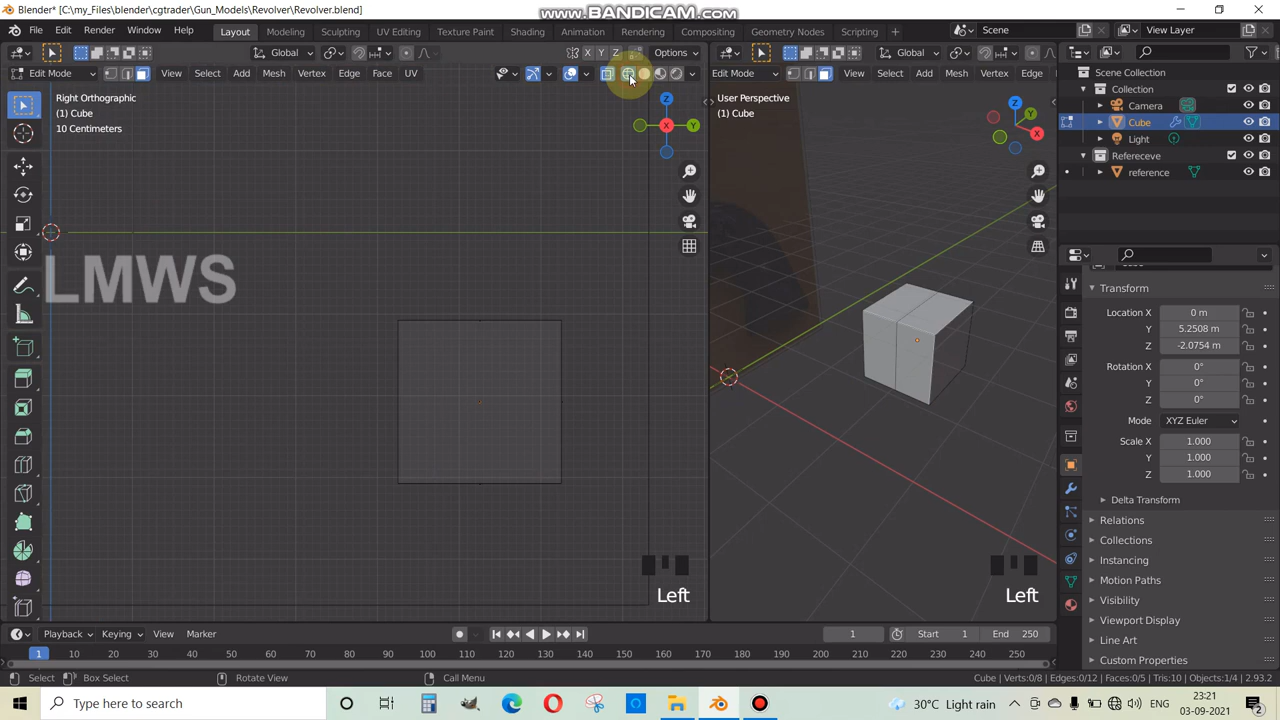 Blender* [C:\my_Files\blender\cgtrader\Gun_Models\Revolver\Revolver.blend]
www.BANDICAM.com
File Edit Render Window Help Layout Modeling Sculpting UV Editing Texture Paint Shading Animation Rendering Compositing Geometry Nodes Scripting Scene View Layer
Global X Y Z Options Global
Edit Mode View Select Add Mesh Vertex Edge Face UV Edit Mode View Select Add Mesh Vertex Edge
Scene Collection
Collection
Camera
Cube
Light
Refereceve
reference
Right Orthographic
(1) Cube
10 Centimeters
Z
X
Y
User Perspective
(1) Cube
Z
Y
X
LMWS
Transform
Location X 0 m
Y 5.2508 m
Z -2.0754 m
Rotation X 0°
Y 0°
Z 0°
Mode XYZ Euler
Scale X 1.000
Y 1.000
Z 1.000
Delta Transform
Relations
Collections
Instancing
Motion Paths
Visibility
Viewport Display
Line Art
Custom Properties
Left
Left
Playback Keying View Marker 1 Start 1 End 250
1 10 20 30 40 50 60 70 80 90 100 110 120 130 140 150 160 170 180 190 200 210 220 230 240 250
Select Box Select Rotate View Call Menu Cube | Verts:0/8 | Edges:0/12 | Faces:0/5 | Tris:10 | Objects:1/4 | 2.93.2
Type here to search
30°C Light rain
23:21
03-09-2021
2